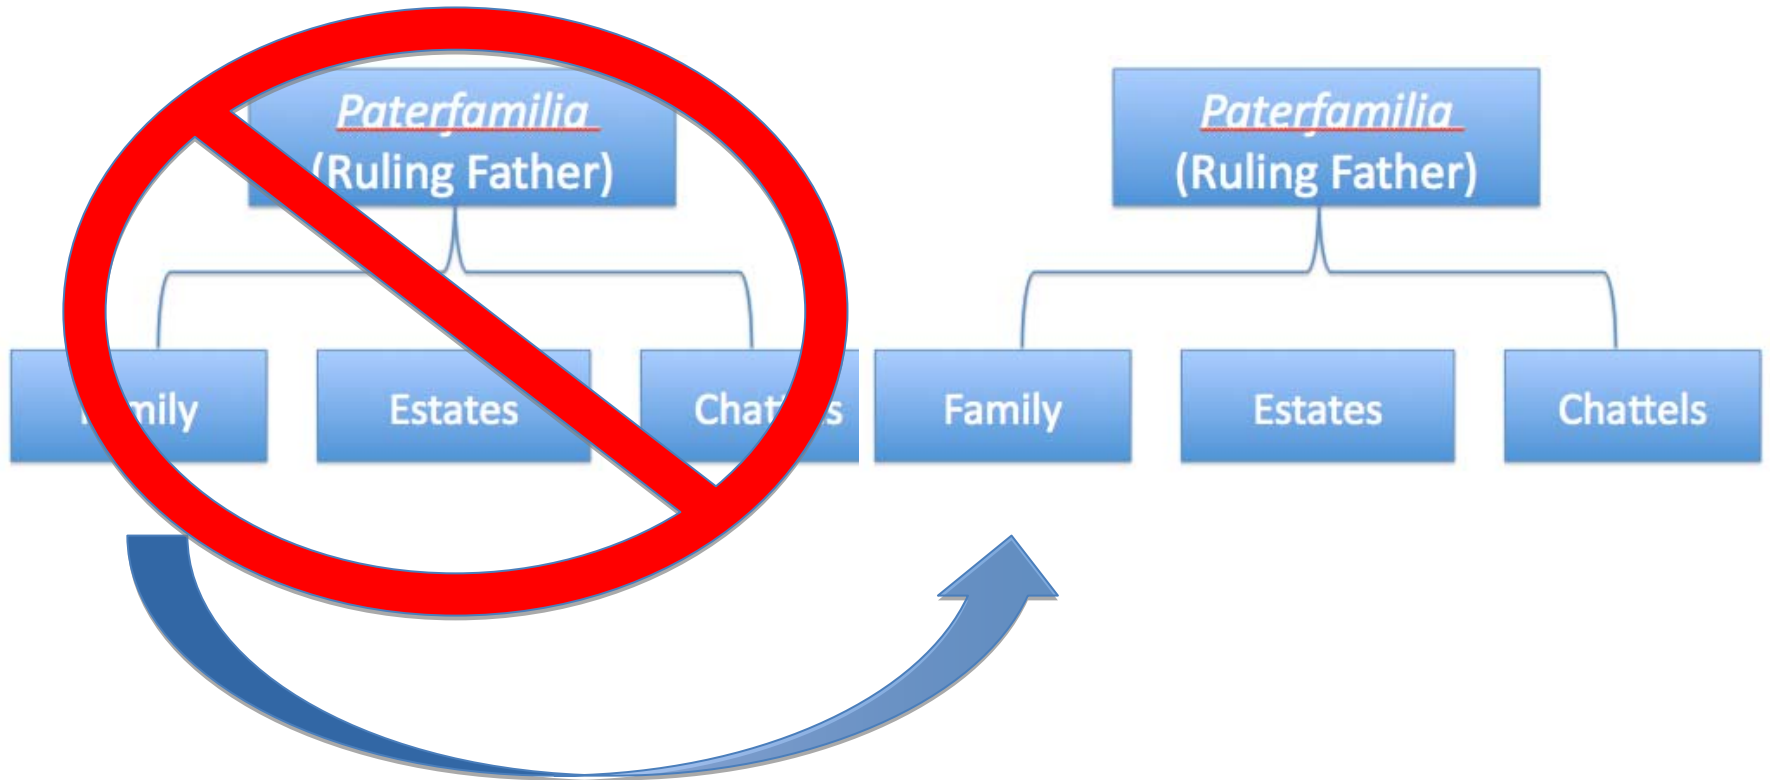 Paterfamilia
(Ruling Father)
Estates
Paterfamilia
(Ruling Father)
Family
Estates
Chattels